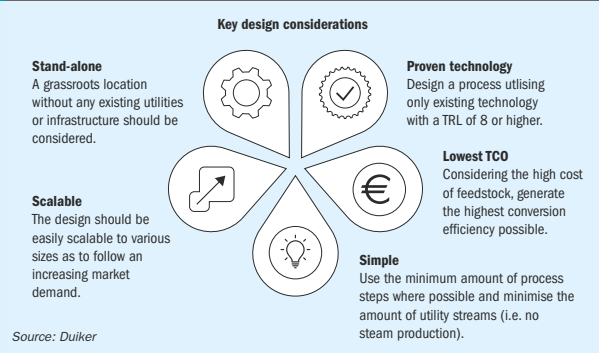 Key design considerations
Stand-alone
A grassroots location
without any existing utilities
or infrastructure should be
considered.
Proven technology
Design a process utlising
only existing technology
with a TRL of 8 or higher.
Lowest TCO
Considering the high cost
of feedstock, generate
the highest conversion
efficiency possible.
€
Scalable
The design should be
easily scalable to various
sizes as to follow an
increasing market
demand.
Simple
Use the minimum amount of process
steps where possible and minimise the
amount of utility streams (i.e. no
steam production).
Source: Duiker